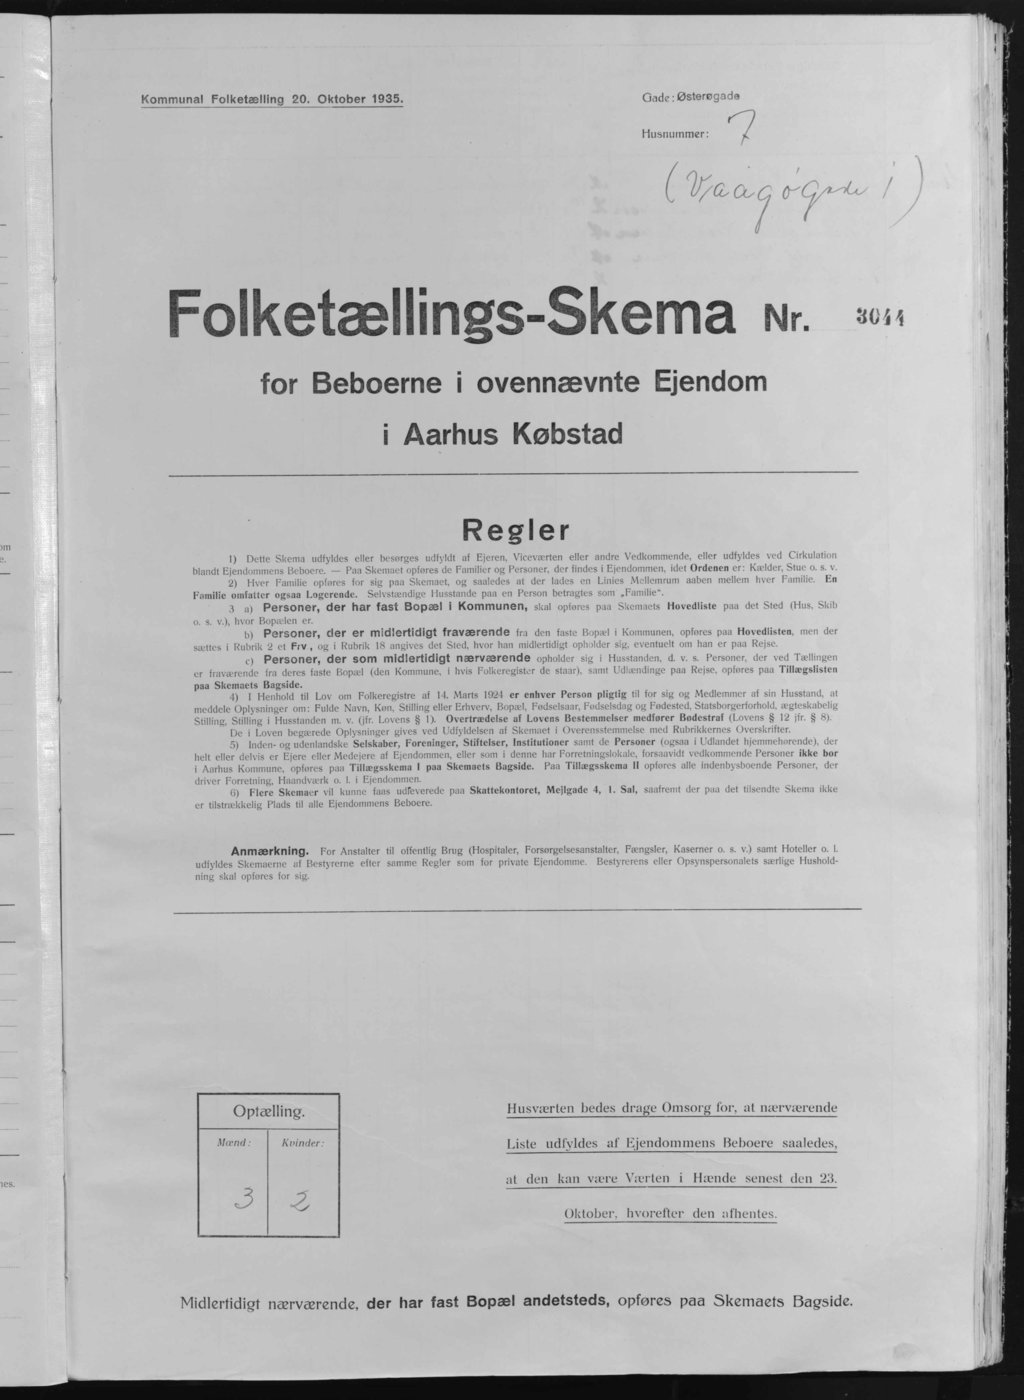 Kommunal Folketælling 20. Oktober 1935.
Gade: Østerøgade
Husnummer: 7
(Vaagøgade 1)
Folketællings-Skema Nr. 3044
for Beboerne i ovennævnte Ejendom
i Aarhus Købstad
Regler
1) Dette Skema udfyldes eller besørges udfyldt af Ejeren, Viceværten eller andre Vedkommende, eller udfyldes ved Cirkulation
blandt Ejendommens Beboere. — Paa Skemaet opføres de Familier og Personer, der findes i Ejendommen, idet Ordenen er: Kælder, Stue o. s. v.
2) Hver Familie opføres for sig paa Skemaet, og saaledes at der lades en Linies Mellemrum aaben mellem hver Familie. En
Familie omfatter ogsaa Logerende. Selvstændige Husstande paa en Person betragtes som „Familie“.
3 a) Personer, der har fast Bopæl i Kommunen, skal opføres paa Skemaets Hovedliste paa det Sted (Hus, Skib
o. s. v.), hvor Bopælen er.
b) Personer, der er midlertidigt fraværende fra den faste Bopæl i Kommunen, opføres paa Hovedlisten, men der
sættes i Rubrik 2 et Frv, og i Rubrik 18 angives det Sted, hvor han midlertidigt opholder sig, eventuelt om han er paa Rejse.
c) Personer, der som midlertidigt nærværende opholder sig i Husstanden, d. v. s. Personer, der ved Tællingen
er fraværende fra deres faste Bopæl (den Kommune, i hvis Folkeregister de staar), samt Udlændinge paa Rejse, opføres paa Tillægslisten
paa Skemaets Bagside.
4) I Henhold til Lov om Folkeregistre af 14. Marts 1924 er enhver Person pligtig til for sig og Medlemmer af sin Husstand, at
meddele Oplysninger om: Fulde Navn, Køn, Stilling eller Erhverv, Bopæl, Fødselsaar, Fødselsdag og Fødested, Statsborgerforhold, ægteskabelig
Stilling, Stilling i Husstanden m. v. (jfr. Lovens § 1). Overtrædelse af Lovens Bestemmelser medfører Bødestraf (Lovens § 12 jfr. § 8).
De i Loven begærede Oplysninger gives ved Udfyldelsen af Skemaet i Overensstemmelse med Rubrikkernes Overskrifter.
5) Inden- og udenlandske Selskaber, Foreninger, Stiftelser, Institutioner samt de Personer (ogsaa i Udlandet hjemmehørende), der
helt eller delvis er Ejere eller Medejere af Ejendommen, eller som i denne har Forretningslokale, forsaavidt vedkommende Personer ikke bor
i Aarhus Kommune, opføres paa Tillægsskema I paa Skemaets Bagside. Paa Tillægsskema II opføres alle indenbysboende Personer, der
driver Forretning, Haandværk o. l. i Ejendommen.
6) Flere Skemaer vil kunne faas udleverede paa Skattekontoret, Mejlgade 4, 1. Sal, saafremt der paa det tilsendte Skema ikke
er tilstrækkelig Plads til alle Ejendommens Beboere.
Anmærkning. For Anstalter til offentlig Brug (Hospitaler, Forsørgelsesanstalter, Fængsler, Kaserner o. s. v.) samt Hoteller o. l.
udfyldes Skemaerne af Bestyrerne efter samme Regler som for private Ejendomme. Bestyrerens eller Opsynspersonalets særlige Hushold-
ning skal opføres for sig.
Optælling.
Mænd: Kvinder:
3 2
Husværten bedes drage Omsorg for, at nærværende
Liste udfyldes af Ejendommens Beboere saaledes,
at den kan være Værten i Hænde senest den 23.
Oktober, hvorefter den afhentes.
Midlertidigt nærværende, der har fast Bopæl andetsteds, opføres paa Skemaets Bagside.